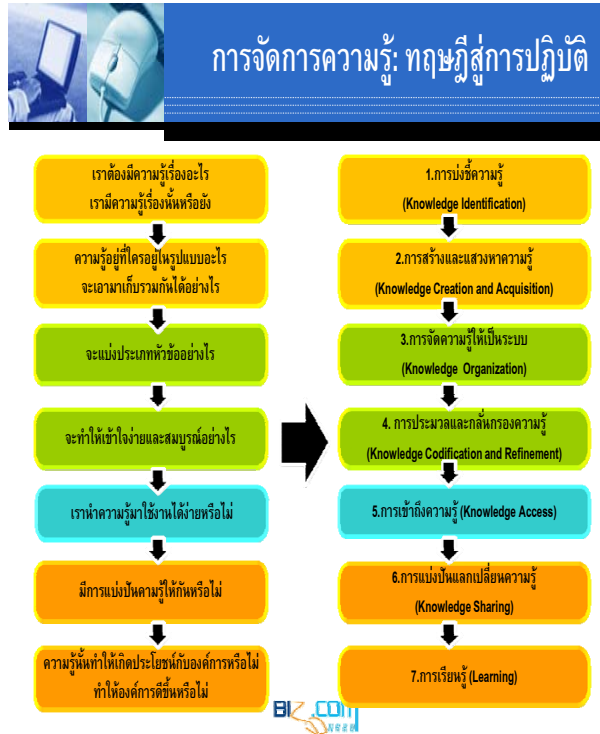 การจัดการความรู้: ทฤษฎีสู่การปฏิบัติ
เราต้องมีความรู้เรื่องอะไร
เรามีความรู้เรื่องนั้นหรือยัง
ความรู้อยู่ที่ใครอยู่ในรูปแบบอะไร
จะเอามาเก็บรวมกันได้อย่างไร
จะแบ่งประเภทหัวข้ออย่างไร
จะทำให้เข้าใจง่ายและสมบูรณ์อย่างไร
เรานำความรู้มาใช้งานได้ง่ายหรือไม่
มีการแบ่งปันคามรู้ให้กันหรือไม่
ความรู้นั้นทำให้เกิดประโยชน์กับองค์การหรือไม่
ทำให้องค์การดีขึ้นหรือไม่
1.การบ่งชี้ความรู้
(Knowledge Identification)
2.การสร้างและแสวงหาความรู้
(Knowledge Creation and Acquisition)
3.การจัดความรู้ให้เป็นระบบ
(Knowledge Organization)
4. การประมวลและกลั่นกรองความรู้
(Knowledge Codification and Refinement)
5.การเข้าถึงความรู้ (Knowledge Access)
6.การแบ่งปันแลกเปลี่ยนความรู้
(Knowledge Sharing)
7.การเรียนรู้ (Learning)
BIZ.COM